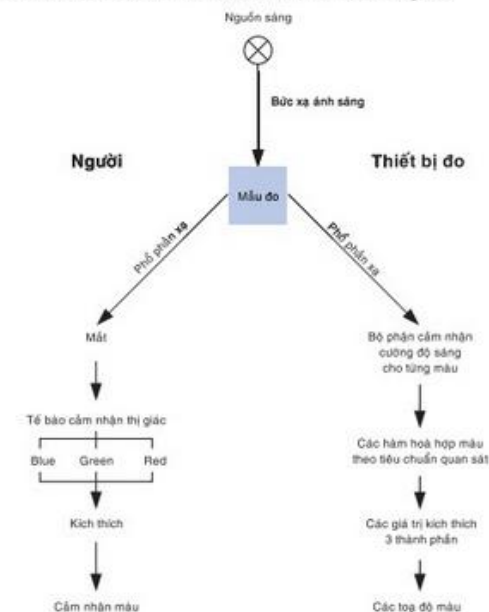 Nguồn sáng
Bức xạ ánh sáng
Người
Thiết bị đo
Mẫu đo
Phổ phản xạ
Phổ phản xạ
Mắt
Tế bào cảm nhận thị giác
Blue Green Red
Kích thích
Cảm nhận màu
Bộ phận cảm nhận
cường độ sáng
cho từng màu
Các hàm hoà hợp màu
theo tiêu chuẩn quan sát
Các giá trị kích thích
3 thành phần
Các toạ độ màu